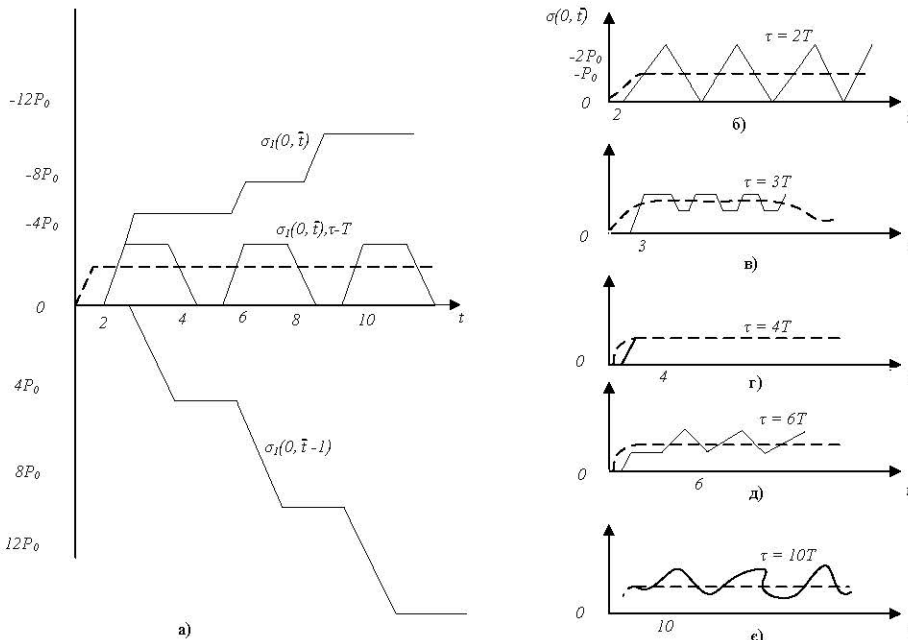 -12P₀
-8P₀
-4P₀
0
4P₀
8P₀
12P₀
σ₁(0, t̄)
σ₁(0, t̄),τ-T
σ₁(0, t̄ -1)
2 4 6 8 10
t
а)
σ(0, t̄)
-2P₀
-P₀
0
τ = 2T
2
б)
0
τ = 3T
3
в)
0
τ = 4T
4
г)
0
τ = 6T
6
д)
0
τ = 10T
10
є)